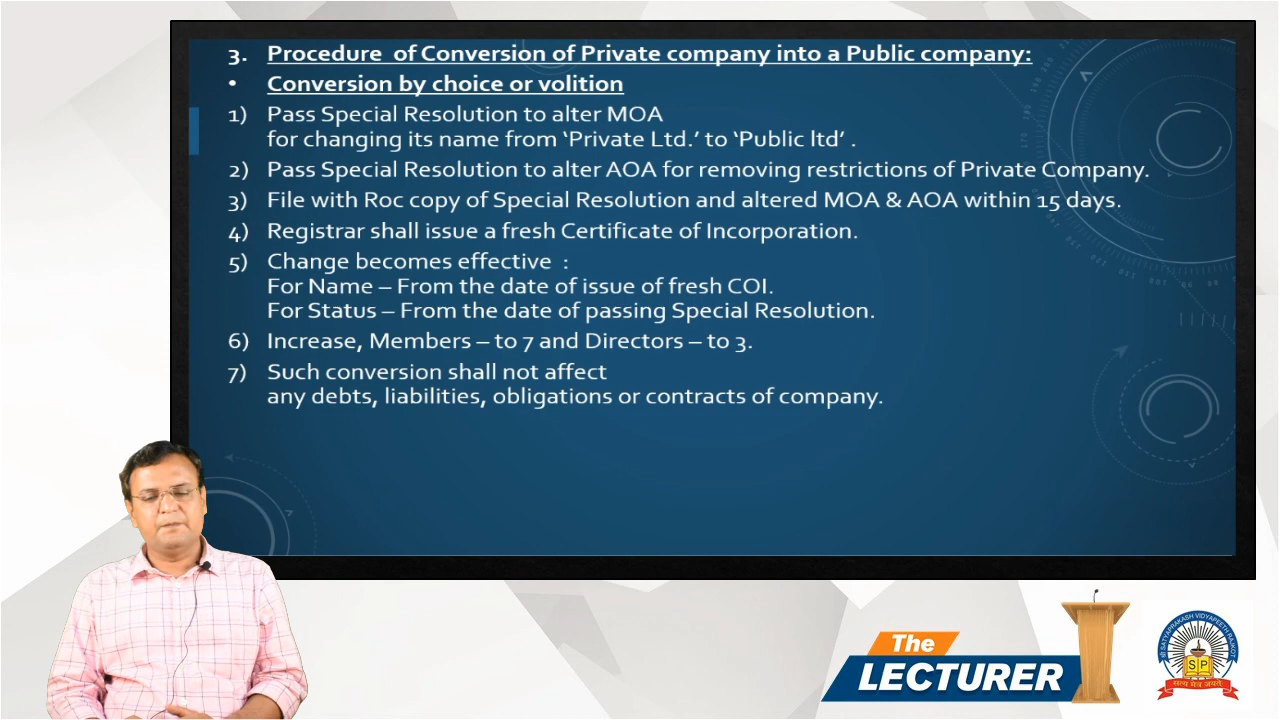 3. Procedure of Conversion of Private company into a Public company:
• Conversion by choice or volition
1) Pass Special Resolution to alter MOA
for changing its name from ‘Private Ltd.’ to ‘Public ltd’ .
2) Pass Special Resolution to alter AOA for removing restrictions of Private Company.
3) File with Roc copy of Special Resolution and altered MOA & AOA within 15 days.
4) Registrar shall issue a fresh Certificate of Incorporation.
5) Change becomes effective :
For Name – From the date of issue of fresh COI.
For Status – From the date of passing Special Resolution.
6) Increase, Members – to 7 and Directors – to 3.
7) Such conversion shall not affect
any debts, liabilities, obligations or contracts of company.
The
LECTURER
SATYAPRAKASH VIDYAPEETH RAJKOT
S P
सत्य मेव जयते